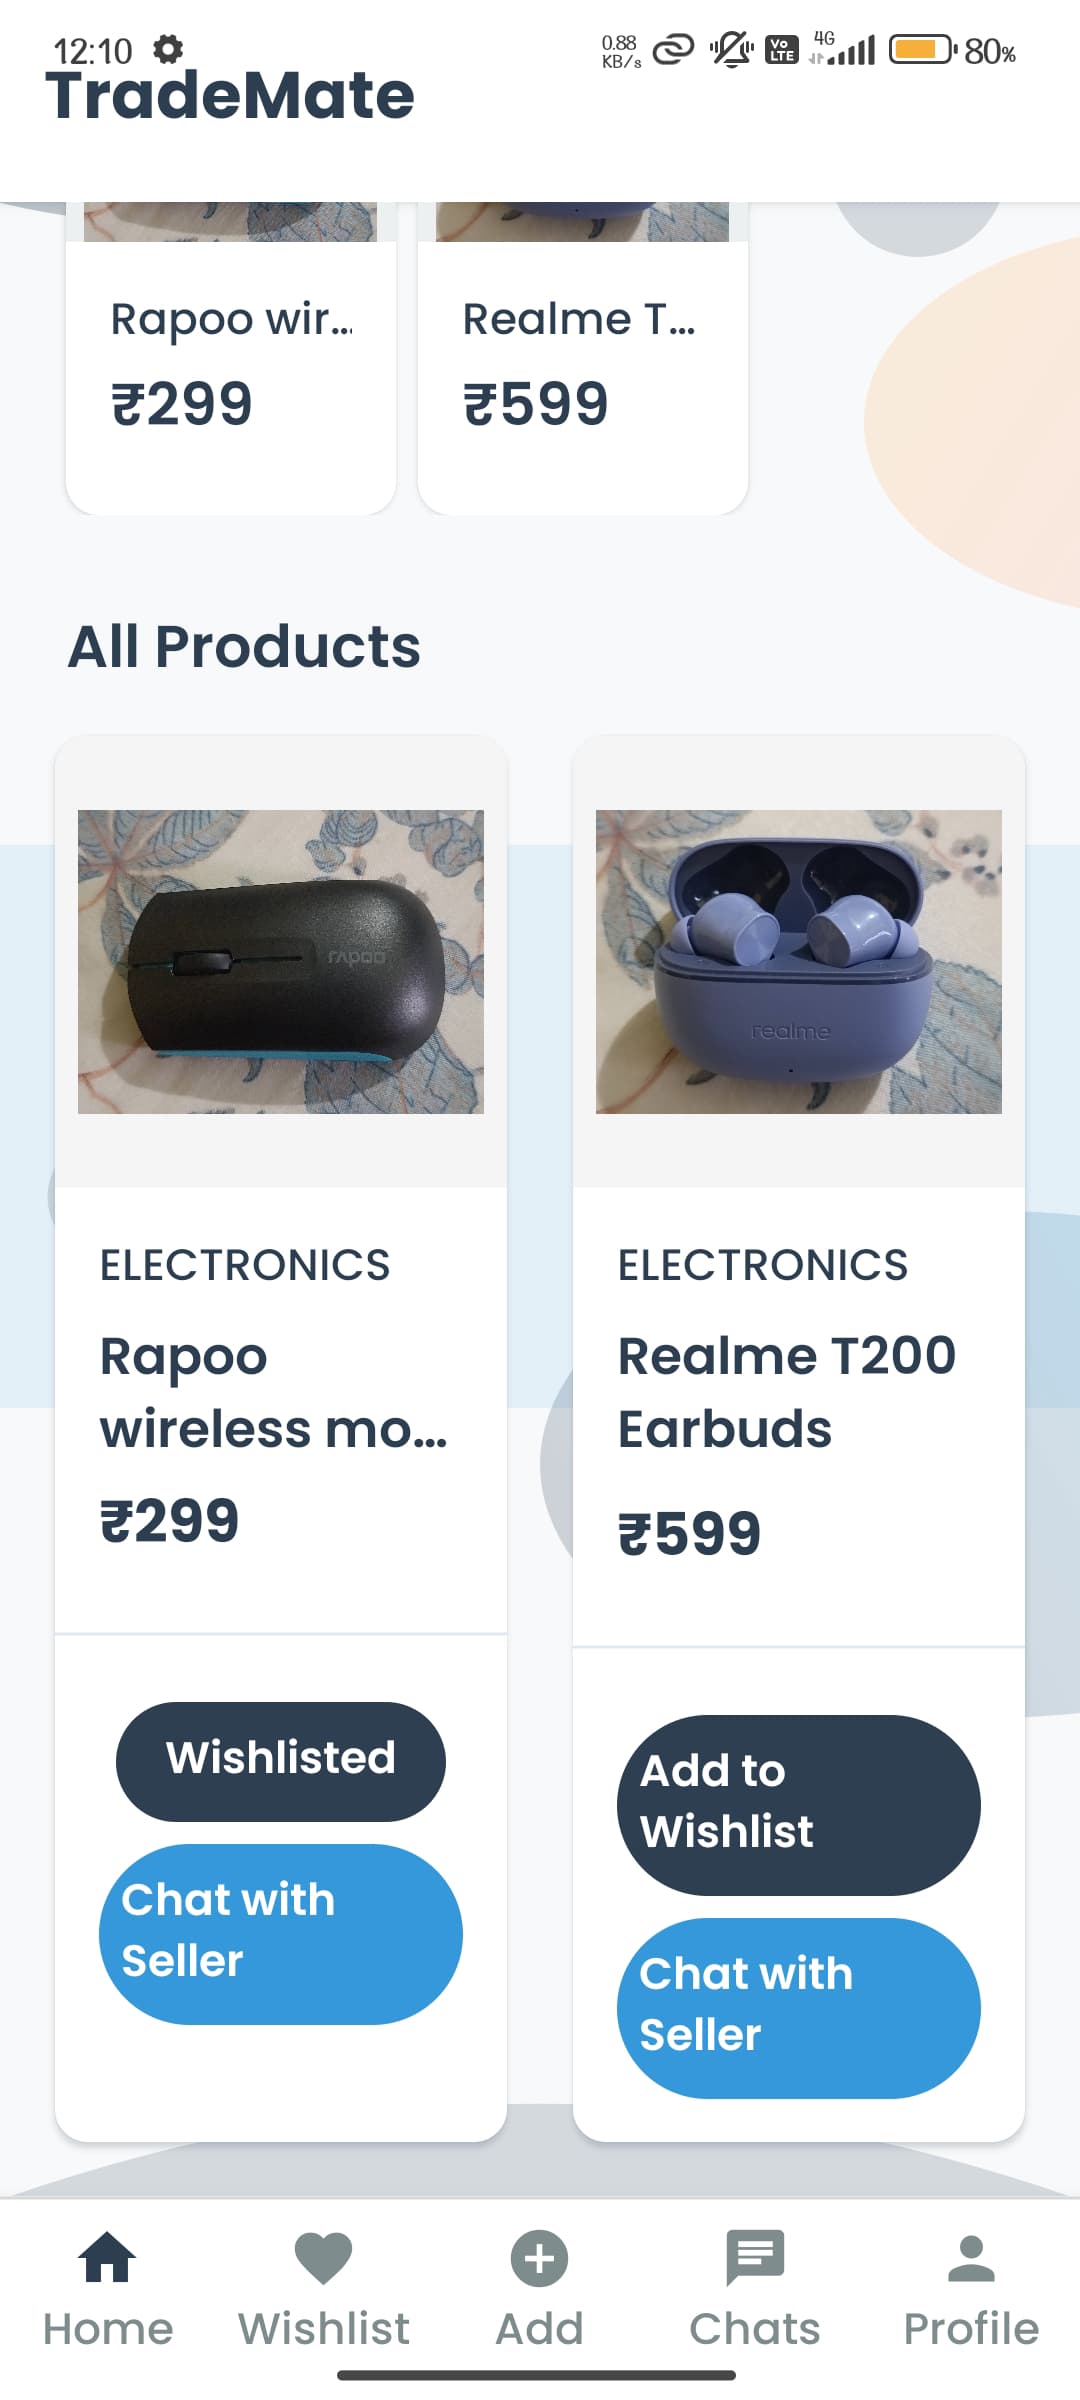 12:10
0.88
KB/s
Vo
LTE
4G
80%
TradeMate
Rapoo wir...
₹299
Realme T...
₹599
All Products
rapoo
realme
ELECTRONICS
Rapoo
wireless mo...
₹299
ELECTRONICS
Realme T200
Earbuds
₹599
Wishlisted
Chat with
Seller
Add to
Wishlist
Chat with
Seller
Home
Wishlist
Add
Chats
Profile